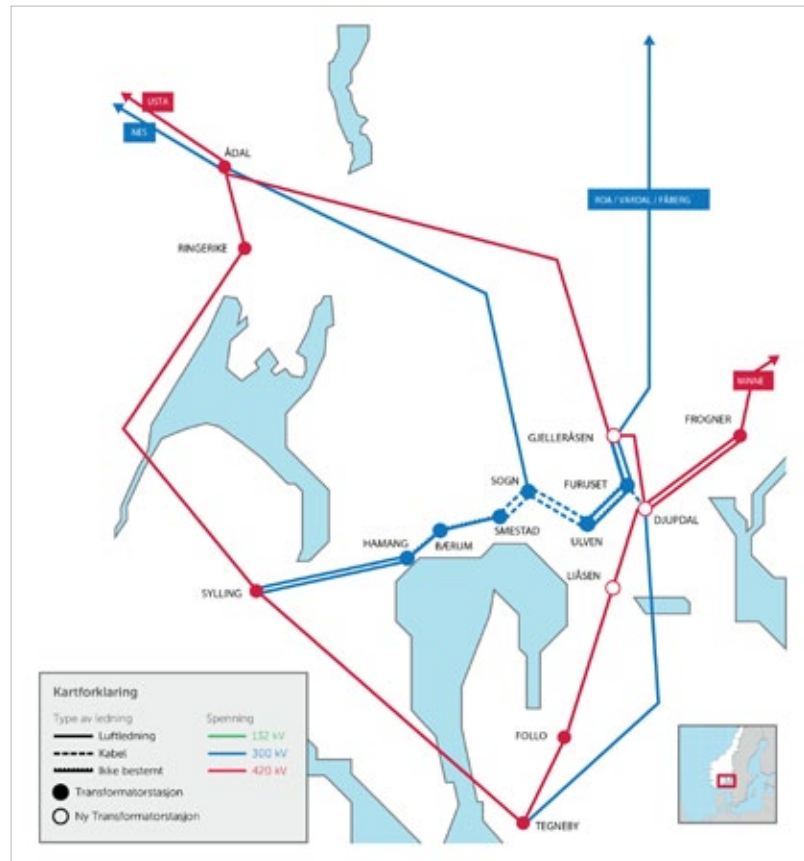 USTA
NES
ÅDAL
ROA / VARDAL / FÅBERG
RINGERIKE
MINNE
GJELLERÅSEN
FROGNER
SOGN
FURUSET
DJUPDAL
SMESTAD
ULVEN
HAMANG
BÆRUM
LIÅSEN
SYLLING
FOLLO
TEGNEBY
Kartforklaring
Type av ledning Spenning
Luftledning 132 kV
Kabel 300 kV
Ikke bestemt 420 kV
Transformatorstasjon
Ny Transformatorstasjon